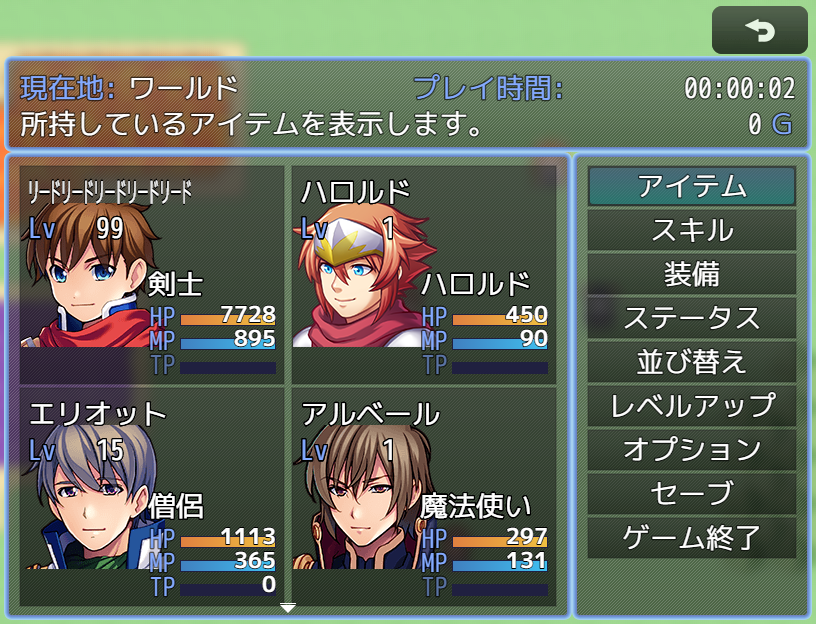 現在地: ワールド
プレイ時間: 00:00:02
所持しているアイテムを表示します。
0 G
リードリードリードリードリード
Lv 99
剣士
HP 7728
MP 895
TP
ハロルド
Lv 1
ハロルド
HP 450
MP 90
TP
エリオット
Lv 15
僧侶
HP 1113
MP 365
TP 0
アルベール
Lv 1
魔法使い
HP 297
MP 131
TP
アイテム
スキル
装備
ステータス
並び替え
レベルアップ
オプション
セーブ
ゲーム終了